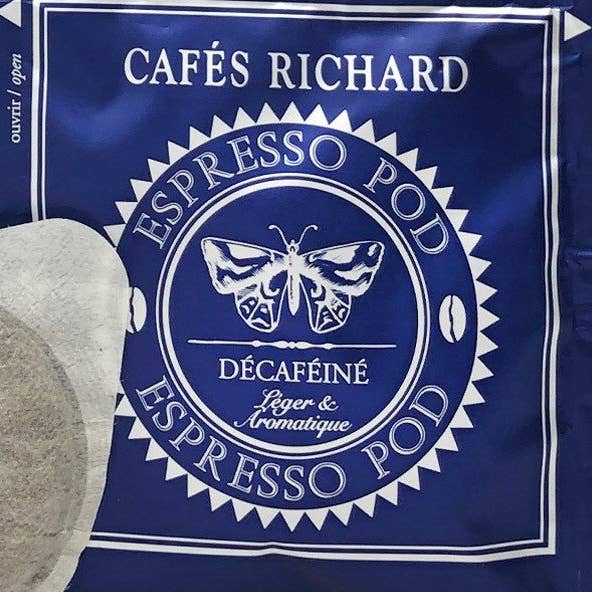 ouvrir / open
CAFÉS RICHARD
ESPRESSO POD
DÉCAFÉINÉ
Léger &
Aromatique
ESPRESSO POD